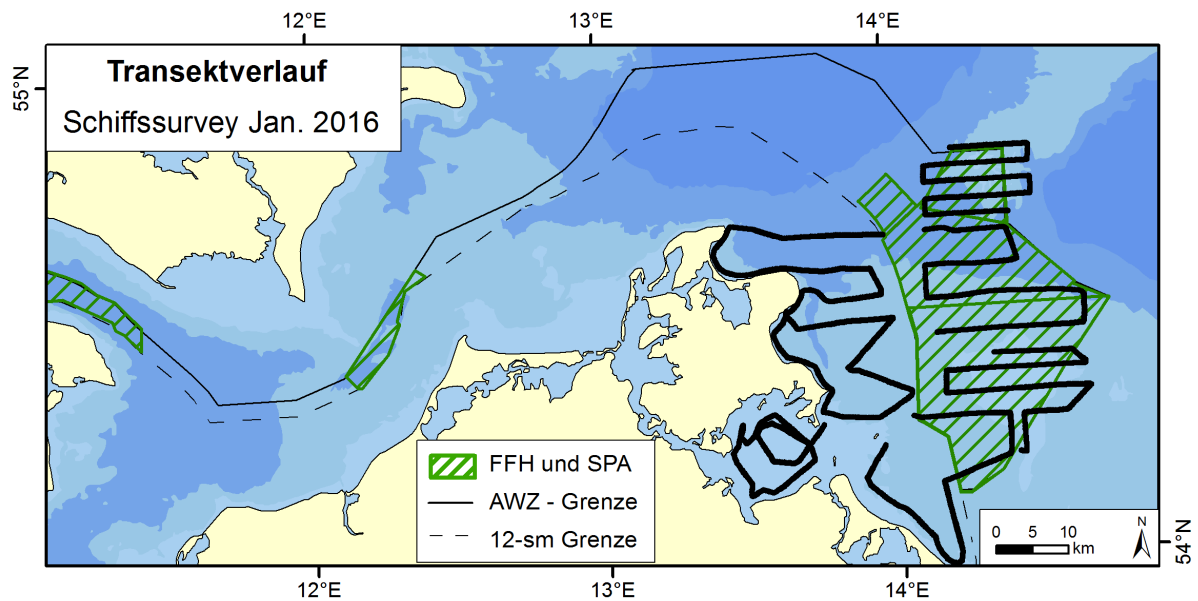 12°E
13°E
14°E
Transektverlauf
Schiffssurvey Jan. 2016
55°N
FFH und SPA
AWZ - Grenze
12-sm Grenze
0 5 10
km
N
54°N
12°E
13°E
14°E